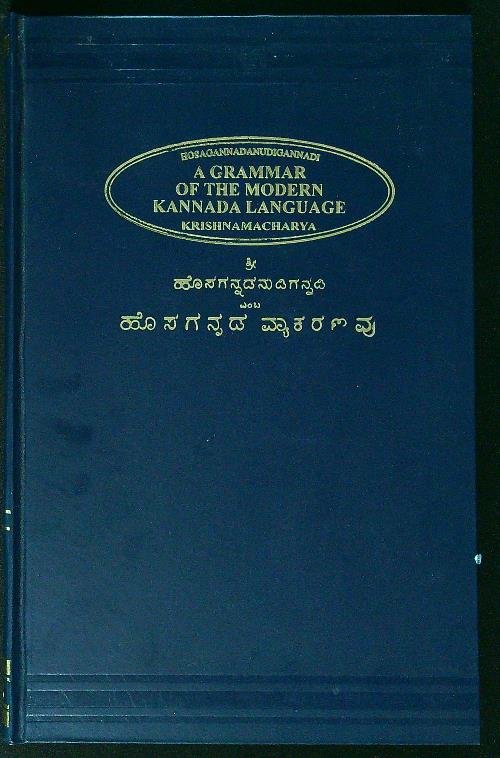 HOSAGANNADANUDIGANNADI
A GRAMMAR
OF THE MODERN
KANNADA LANGUAGE
KRISHNAMACHARYA
ಶ್ರೀ
ಹೊಸಗನ್ನಡನುಡಿಗನ್ನಡಿ
ಎಂಬ
ಹೊಸಗನ್ನಡ ವ್ಯಾಕರಣವು